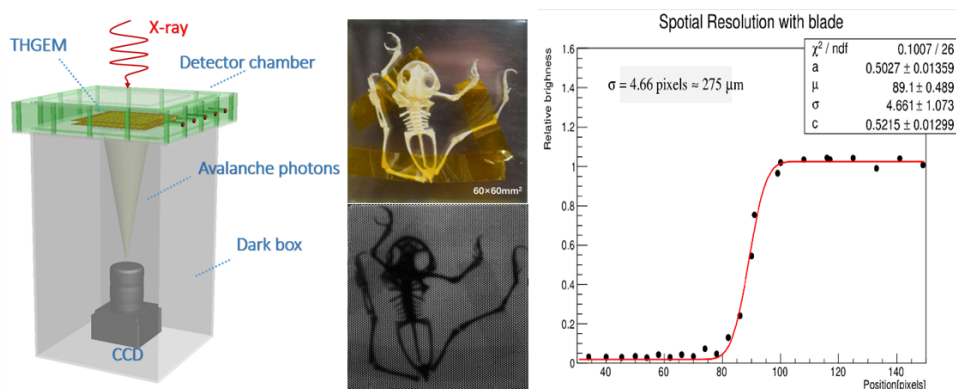 X-ray
THGEM
Detector chamber
Avalanche photons
Dark box
CCD
60×60mm²
Spatial Resolution with blade
χ² / ndf 0.1007 / 26
a 0.5027 ± 0.01359
μ 89.1 ± 0.489
σ 4.661 ± 1.073
c 0.5215 ± 0.01299
σ = 4.66 pixels ≈ 275 μm
Relative brighness
1.6
1.4
1.2
1.0
0.8
0.6
0.4
0.2
0
40 60 80 100 120 140
Position[pixels]